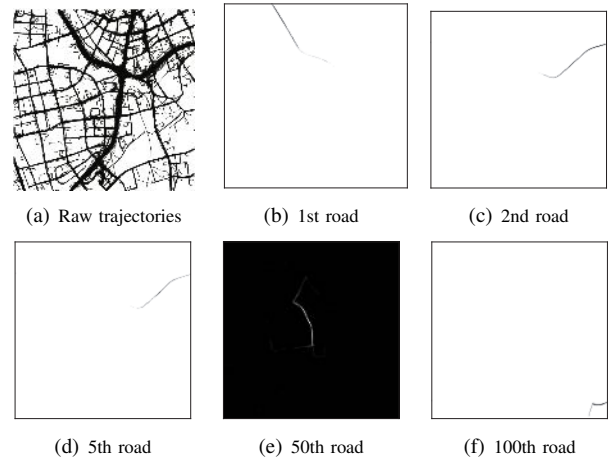 (a) Raw trajectories
(b) 1st road
(c) 2nd road
(d) 5th road
(e) 50th road
(f) 100th road